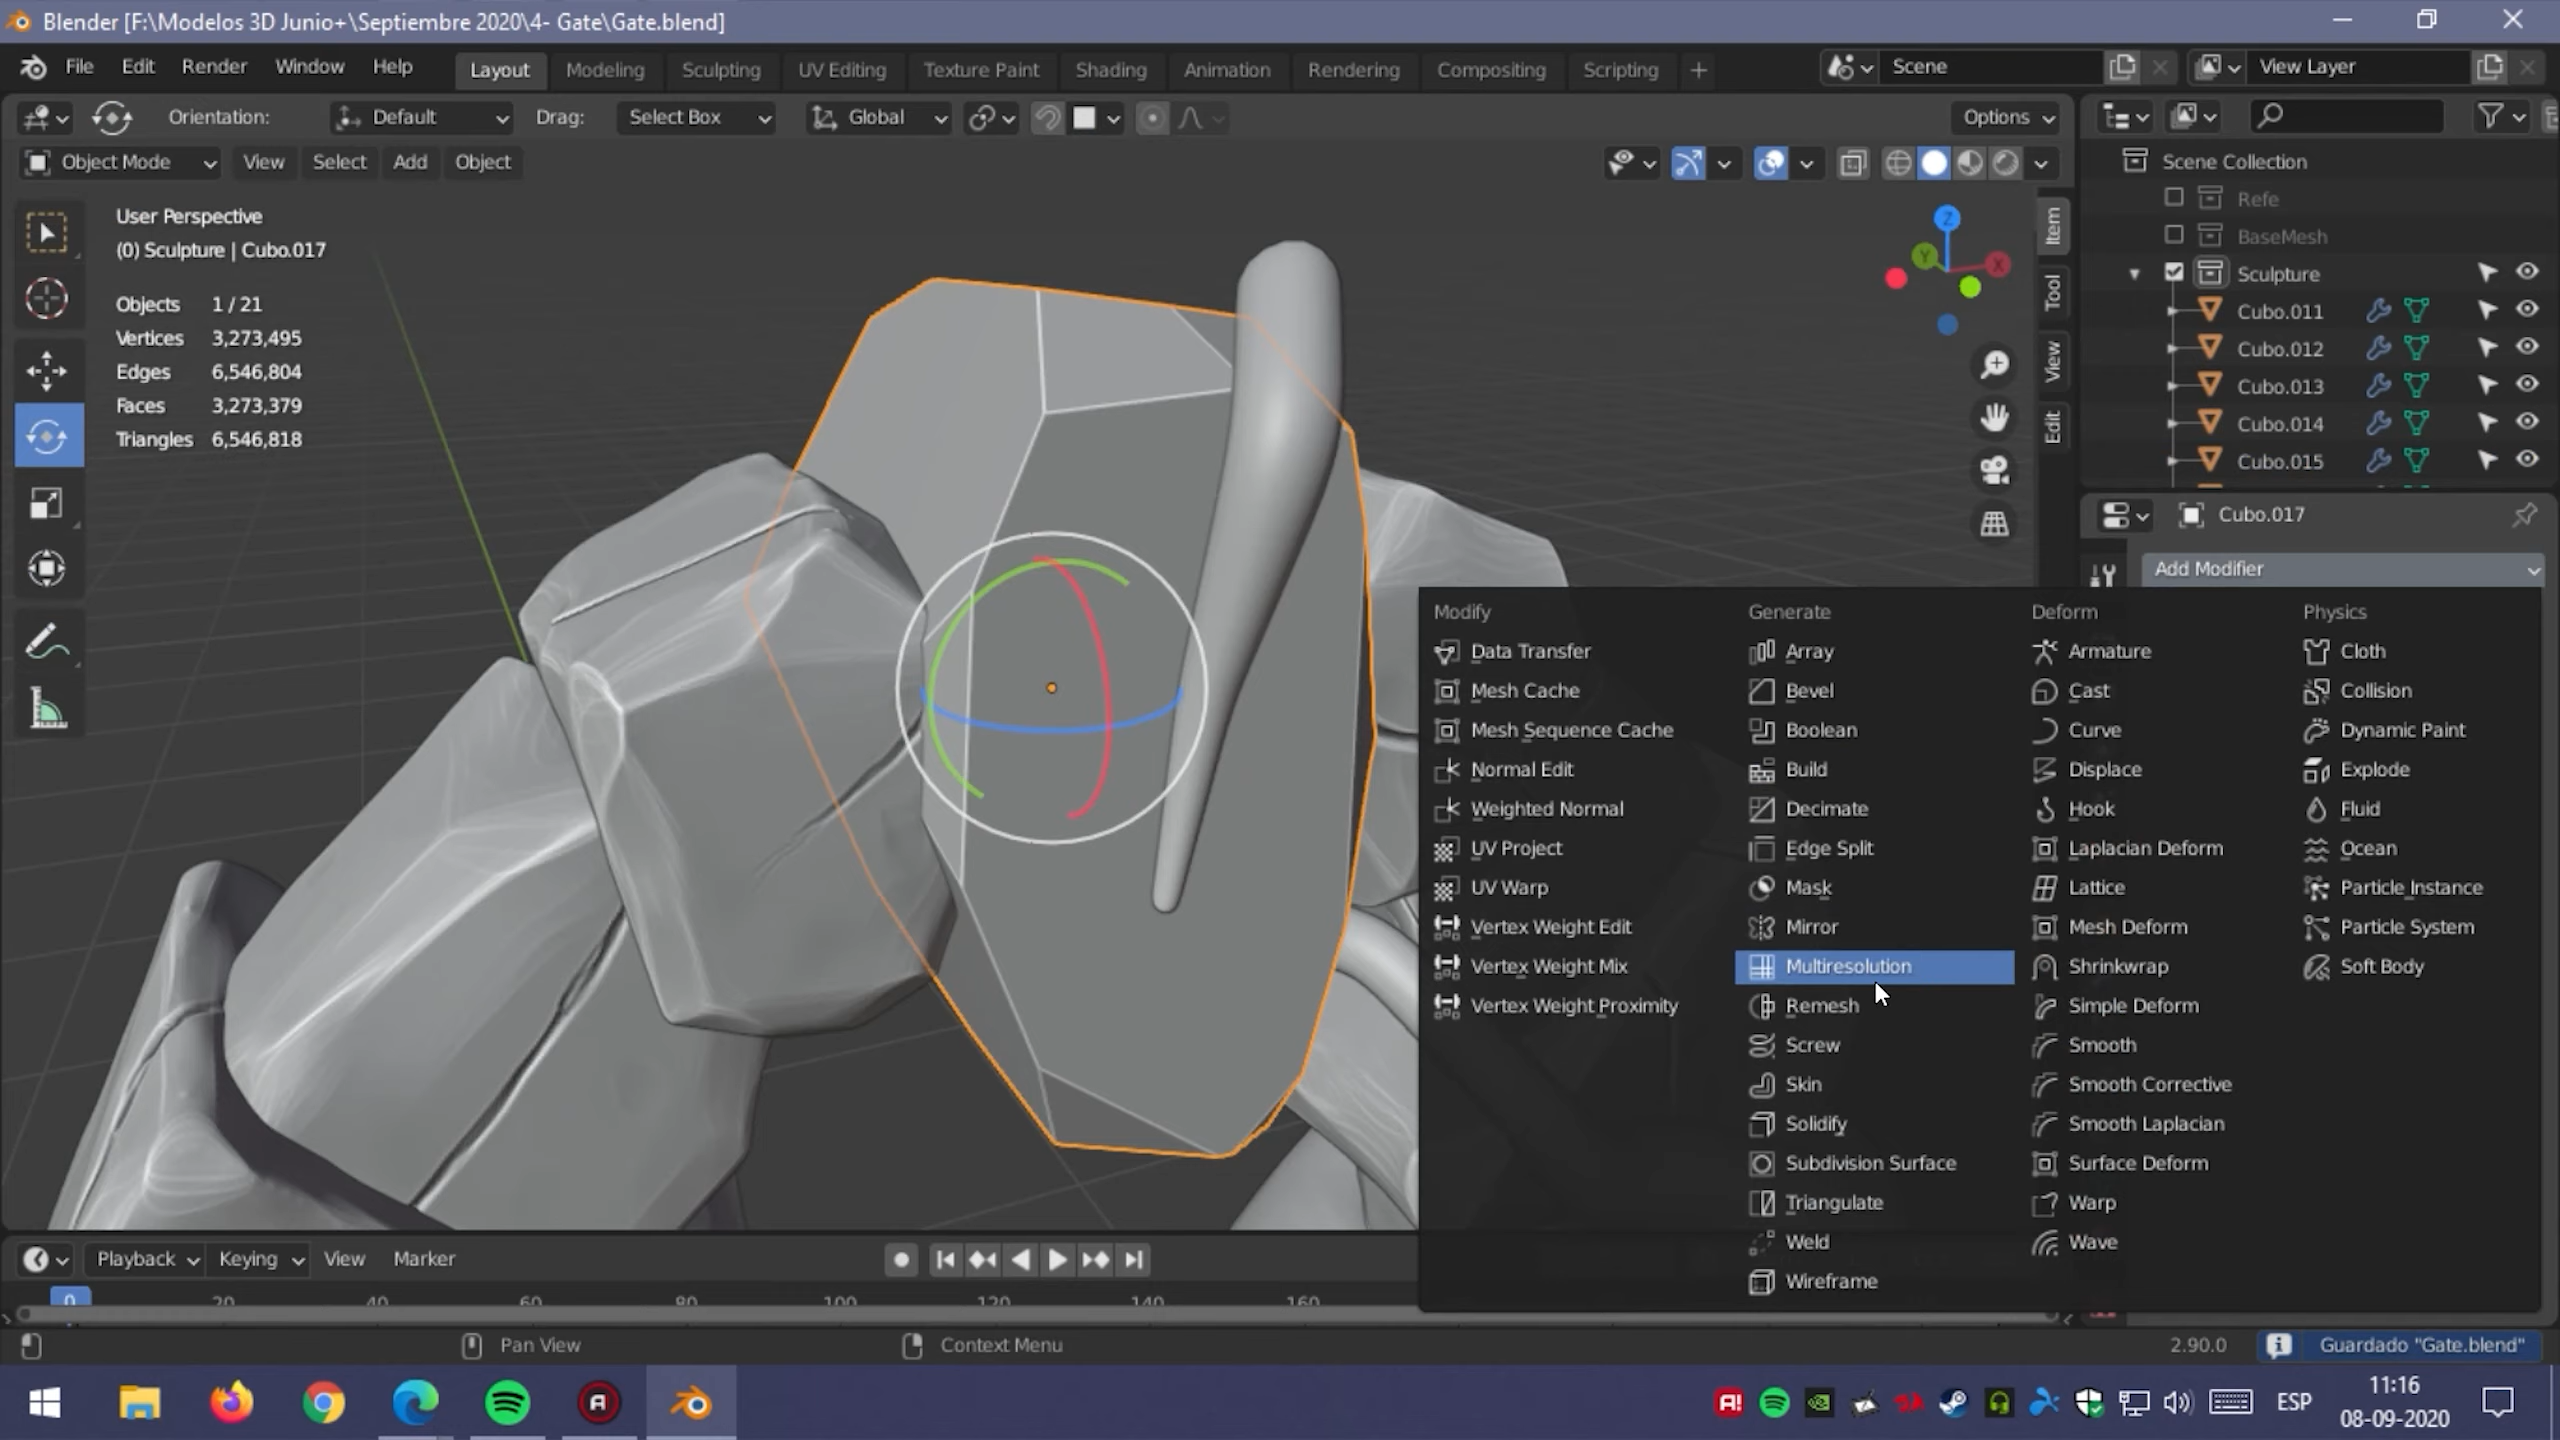 Blender [F:\Modelos 3D Junio+\Septiembre 2020\4- Gate\Gate.blend]
File Edit Render Window Help Layout Modeling Sculpting UV Editing Texture Paint Shading Animation Rendering Compositing Scripting + Scene View Layer
Orientation: Default Drag: Select Box Global Options
Object Mode View Select Add Object
User Perspective
(0) Sculpture | Cubo.017
Objects 1 / 21
Vertices 3,273,495
Edges 6,546,804
Faces 3,273,379
Triangles 6,546,818
Z
Y
X
Item
Tool
View
Edit
Scene Collection
Refe
BaseMesh
Sculpture
Cubo.011
Cubo.012
Cubo.013
Cubo.014
Cubo.015
Cubo.017
Add Modifier
Modify
Data Transfer
Mesh Cache
Mesh Sequence Cache
Normal Edit
Weighted Normal
UV Project
UV Warp
Vertex Weight Edit
Vertex Weight Mix
Vertex Weight Proximity
Generate
Array
Bevel
Boolean
Build
Decimate
Edge Split
Mask
Mirror
Multiresolution
Remesh
Screw
Skin
Solidify
Subdivision Surface
Triangulate
Weld
Wireframe
Deform
Armature
Cast
Curve
Displace
Hook
Laplacian Deform
Lattice
Mesh Deform
Shrinkwrap
Simple Deform
Smooth
Smooth Corrective
Smooth Laplacian
Surface Deform
Warp
Wave
Physics
Cloth
Collision
Dynamic Paint
Explode
Fluid
Ocean
Particle Instance
Particle System
Soft Body
Playback Keying View Marker
0 20 40 60 80 100 120 140 160
Pan View Context Menu 2.90.0 Guardado "Gate.blend"
ESP
11:16
08-09-2020